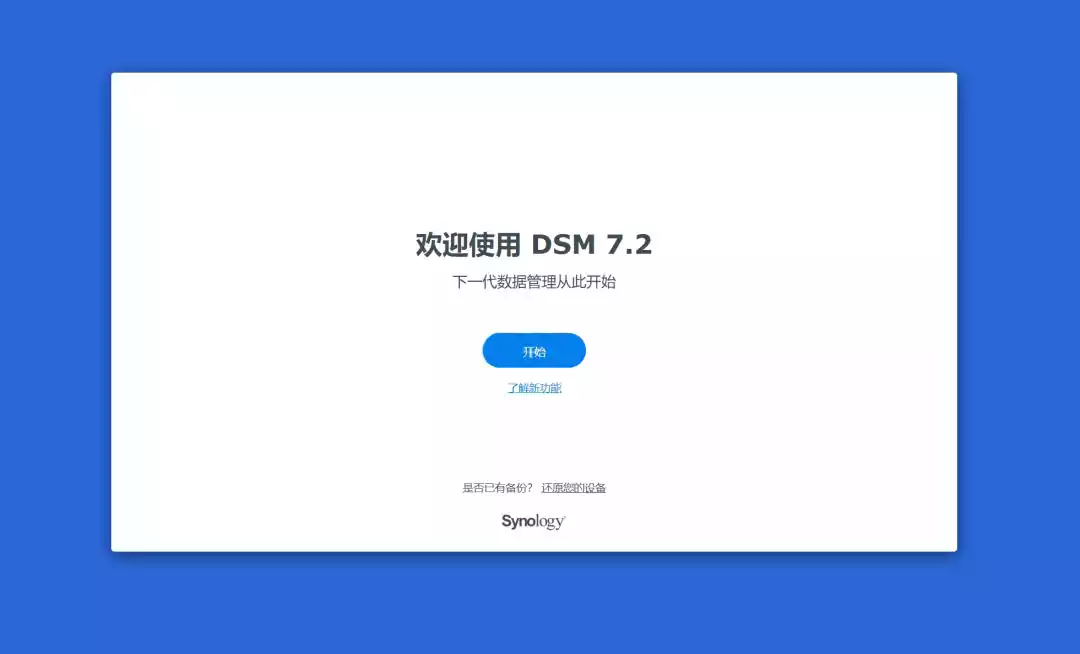 欢迎使用 DSM 7.2
下一代数据管理从此开始
开始
了解新功能
是否已有备份? 还原您的设备
Synology